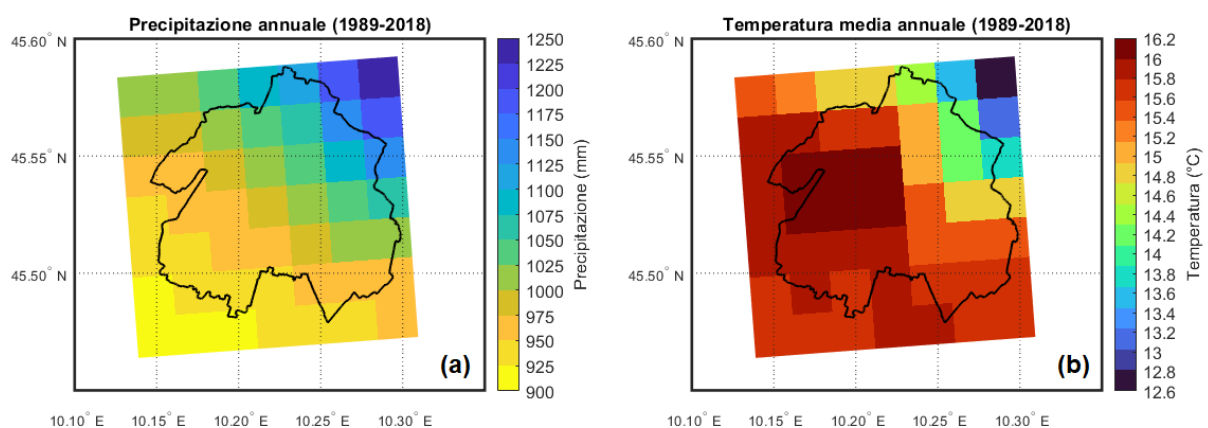 Precipitazione annuale (1989-2018)
45.60° N
45.55° N
45.50° N
10.10° E
10.15° E
10.20° E
10.25° E
10.30° E
(a)
1250
1225
1200
1175
1150
1125
1100
1075
1050
1025
1000
975
950
925
900
Precipitazione (mm)
Temperatura media annuale (1989-2018)
45.60° N
45.55° N
45.50° N
10.10° E
10.15° E
10.20° E
10.25° E
10.30° E
(b)
16.2
16
15.8
15.6
15.4
15.2
15
14.8
14.6
14.4
14.2
14
13.8
13.6
13.4
13.2
13
12.8
12.6
Temperatura (°C)